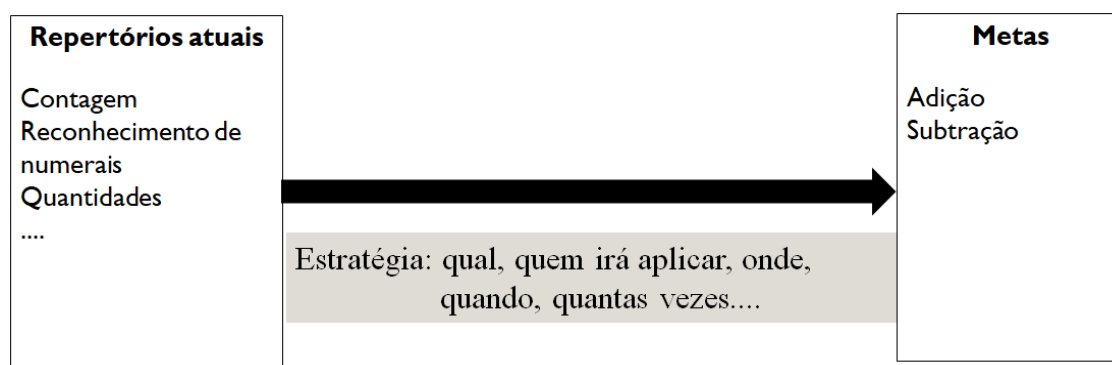 Repertórios atuais
Contagem
Reconhecimento de
numerais
Quantidades
....
Estratégia: qual, quem irá aplicar, onde,
quando, quantas vezes....
Metas
Adição
Subtração